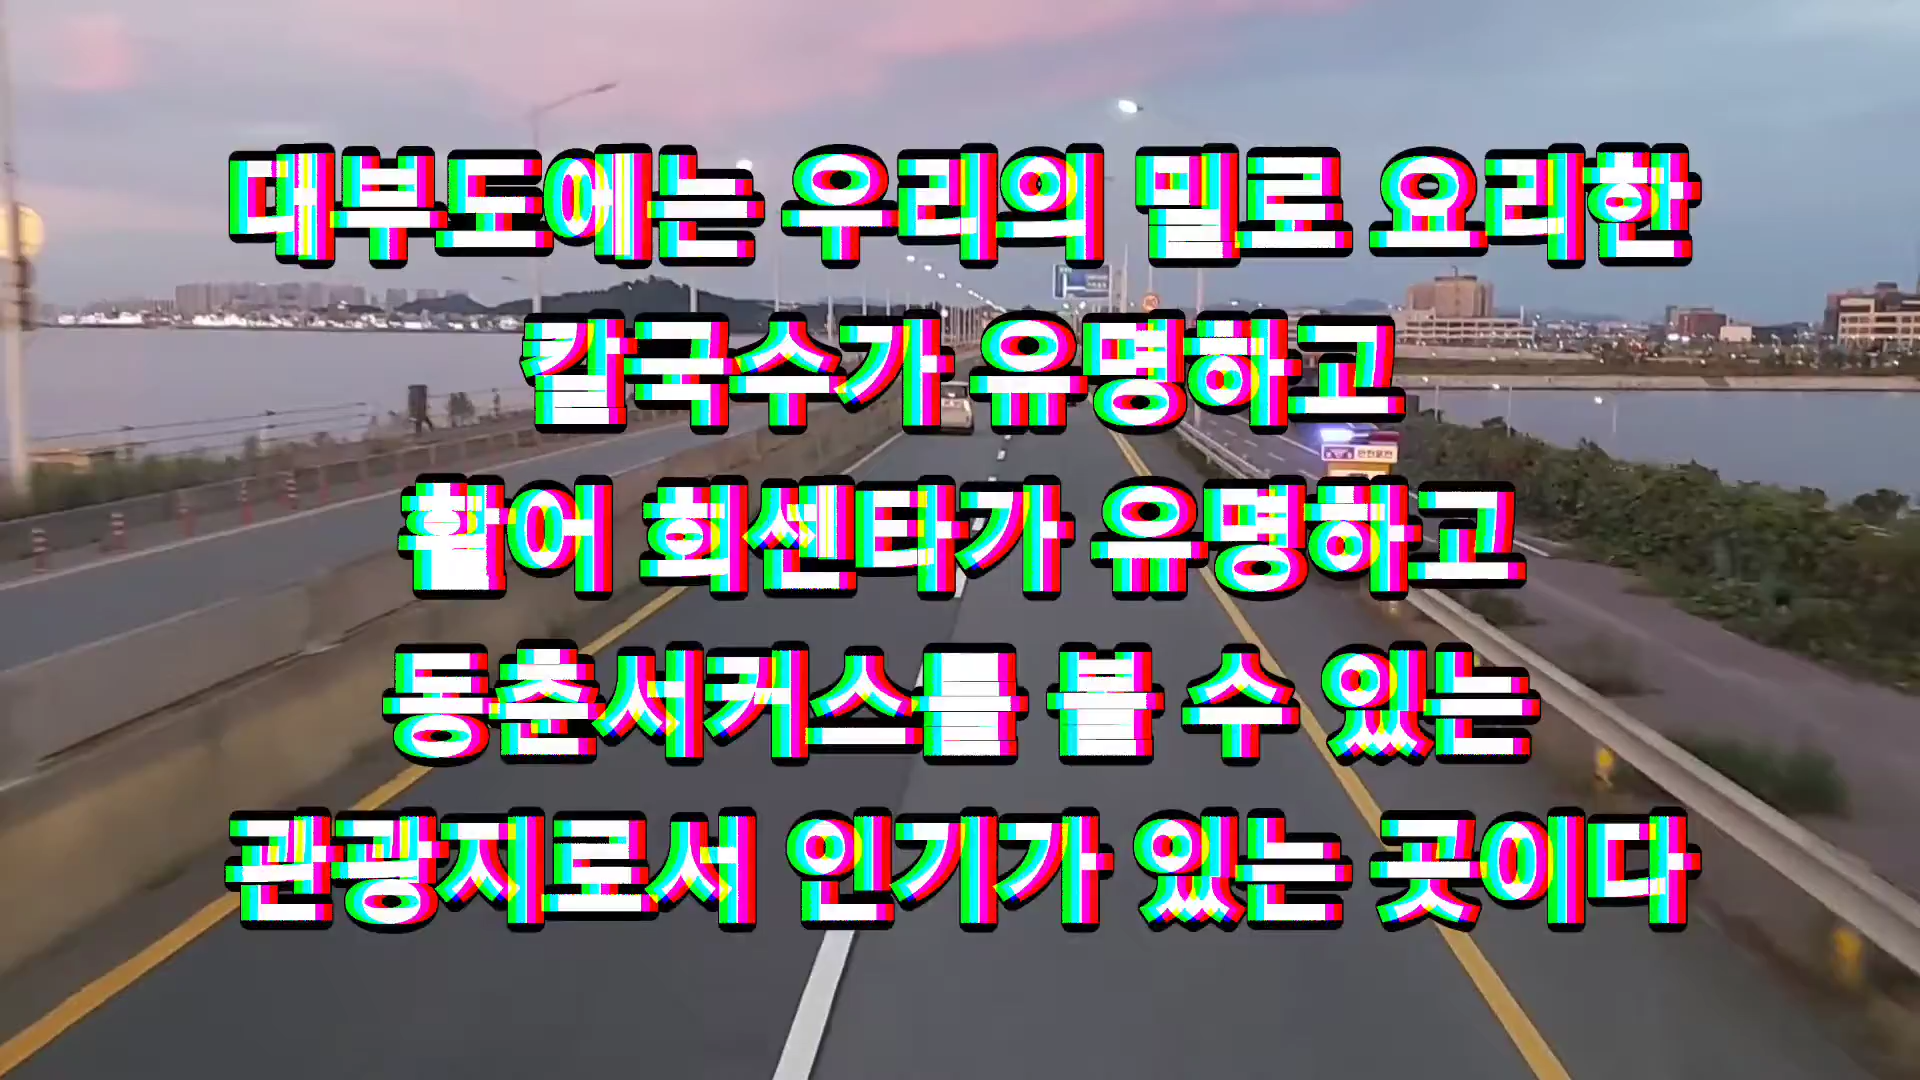 대부도에는 우리의 밀로 요리한
칼국수가 유명하고
활어 회쎈타가 유명하고
동춘서커스를 볼 수 있는
관광지로서 인기가 있는 곳이다